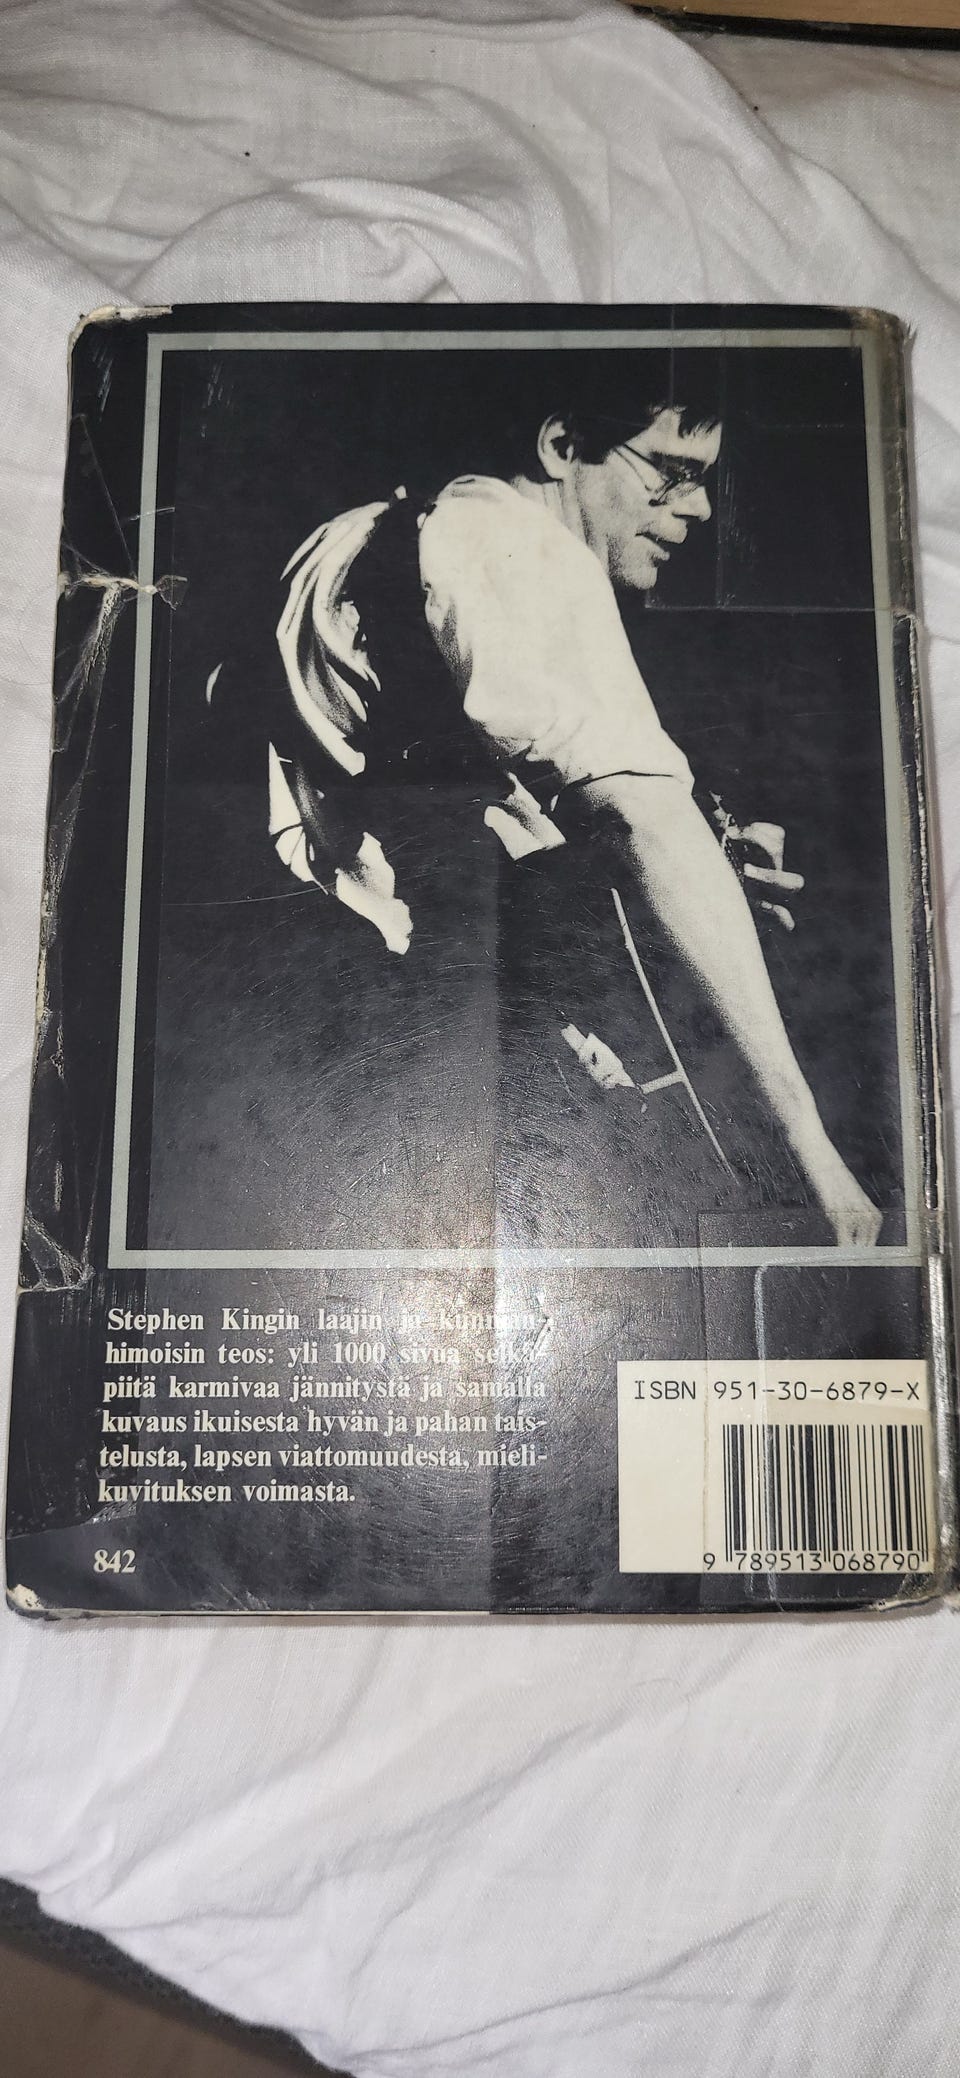 Stephen Kingin laajin ja kunnian-
himoisin teos: yli 1000 sivua selkä-
piitä karmivaa jännitystä ja samalla
kuvaus ikuisesta hyvän ja pahan tais-
telusta, lapsen viattomuudesta, mieli-
kuvituksen voimasta.
842
ISBN 951-30-6879-X
9 789513 068790